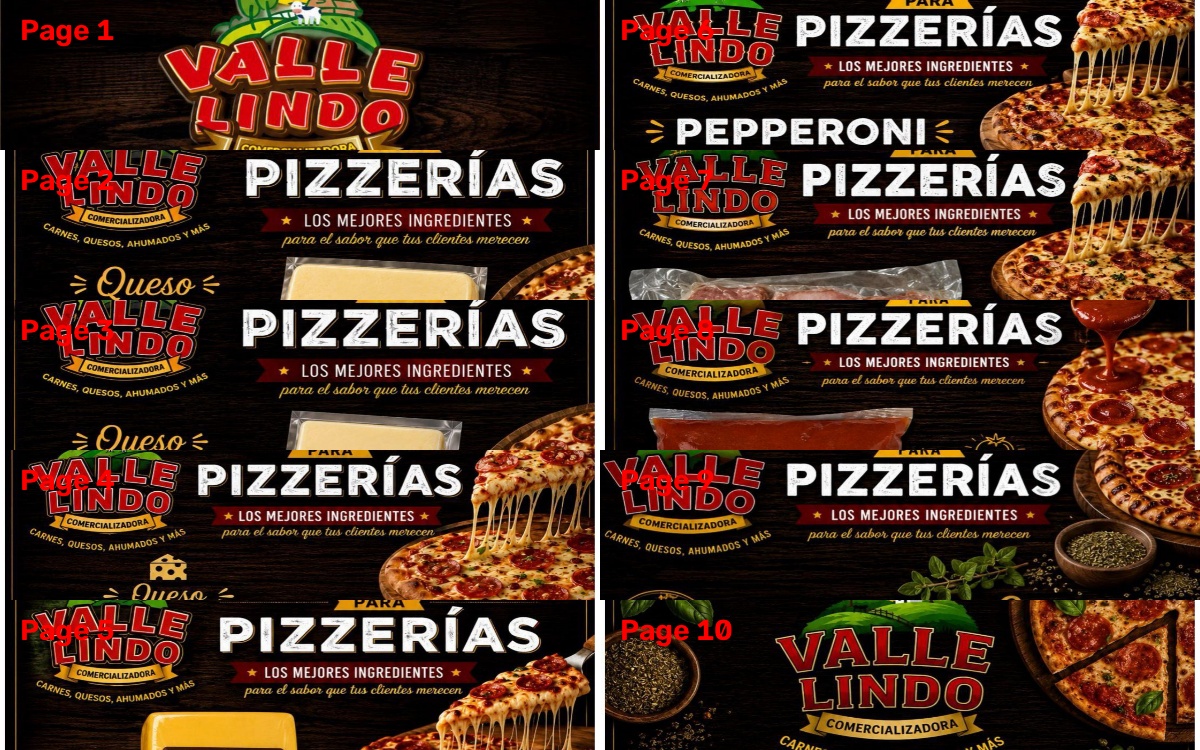 Page 1
VALLE
LINDO
COMERCIALIZADORA
Page 2
VALLE
LINDO
COMERCIALIZADORA
CARNES, QUESOS, AHUMADOS Y MÁS
PIZZERÍAS
LOS MEJORES INGREDIENTES
para el sabor que tus clientes merecen
Queso
Page 3
VALLE
LINDO
COMERCIALIZADORA
CARNES, QUESOS, AHUMADOS Y MÁS
PIZZERÍAS
LOS MEJORES INGREDIENTES
para el sabor que tus clientes merecen
Queso
Page 4
VALLE
LINDO
COMERCIALIZADORA
CARNES, QUESOS, AHUMADOS Y MÁS
PARA
PIZZERÍAS
LOS MEJORES INGREDIENTES
para el sabor que tus clientes merecen
Queso
Page 5
VALLE
LINDO
COMERCIALIZADORA
CARNES, QUESOS, AHUMADOS Y MÁS
PARA
PIZZERÍAS
LOS MEJORES INGREDIENTES
para el sabor que tus clientes merecen
Page 6
VALLE
LINDO
COMERCIALIZADORA
CARNES, QUESOS, AHUMADOS Y MÁS
PARA
PIZZERÍAS
LOS MEJORES INGREDIENTES
para el sabor que tus clientes merecen
PEPPERONI
Page 7
VALLE
LINDO
COMERCIALIZADORA
CARNES, QUESOS, AHUMADOS Y MÁS
PIZZERÍAS
LOS MEJORES INGREDIENTES
para el sabor que tus clientes merecen
Page 8
VALLE
LINDO
COMERCIALIZADORA
CARNES, QUESOS, AHUMADOS Y MÁS
PARA
PIZZERÍAS
LOS MEJORES INGREDIENTES
para el sabor que tus clientes merecen
Page 9
VALLE
LINDO
COMERCIALIZADORA
CARNES, QUESOS, AHUMADOS Y MÁS
PIZZERÍAS
LOS MEJORES INGREDIENTES
para el sabor que tus clientes merecen
Page 10
VALLE
LINDO
COMERCIALIZADORA